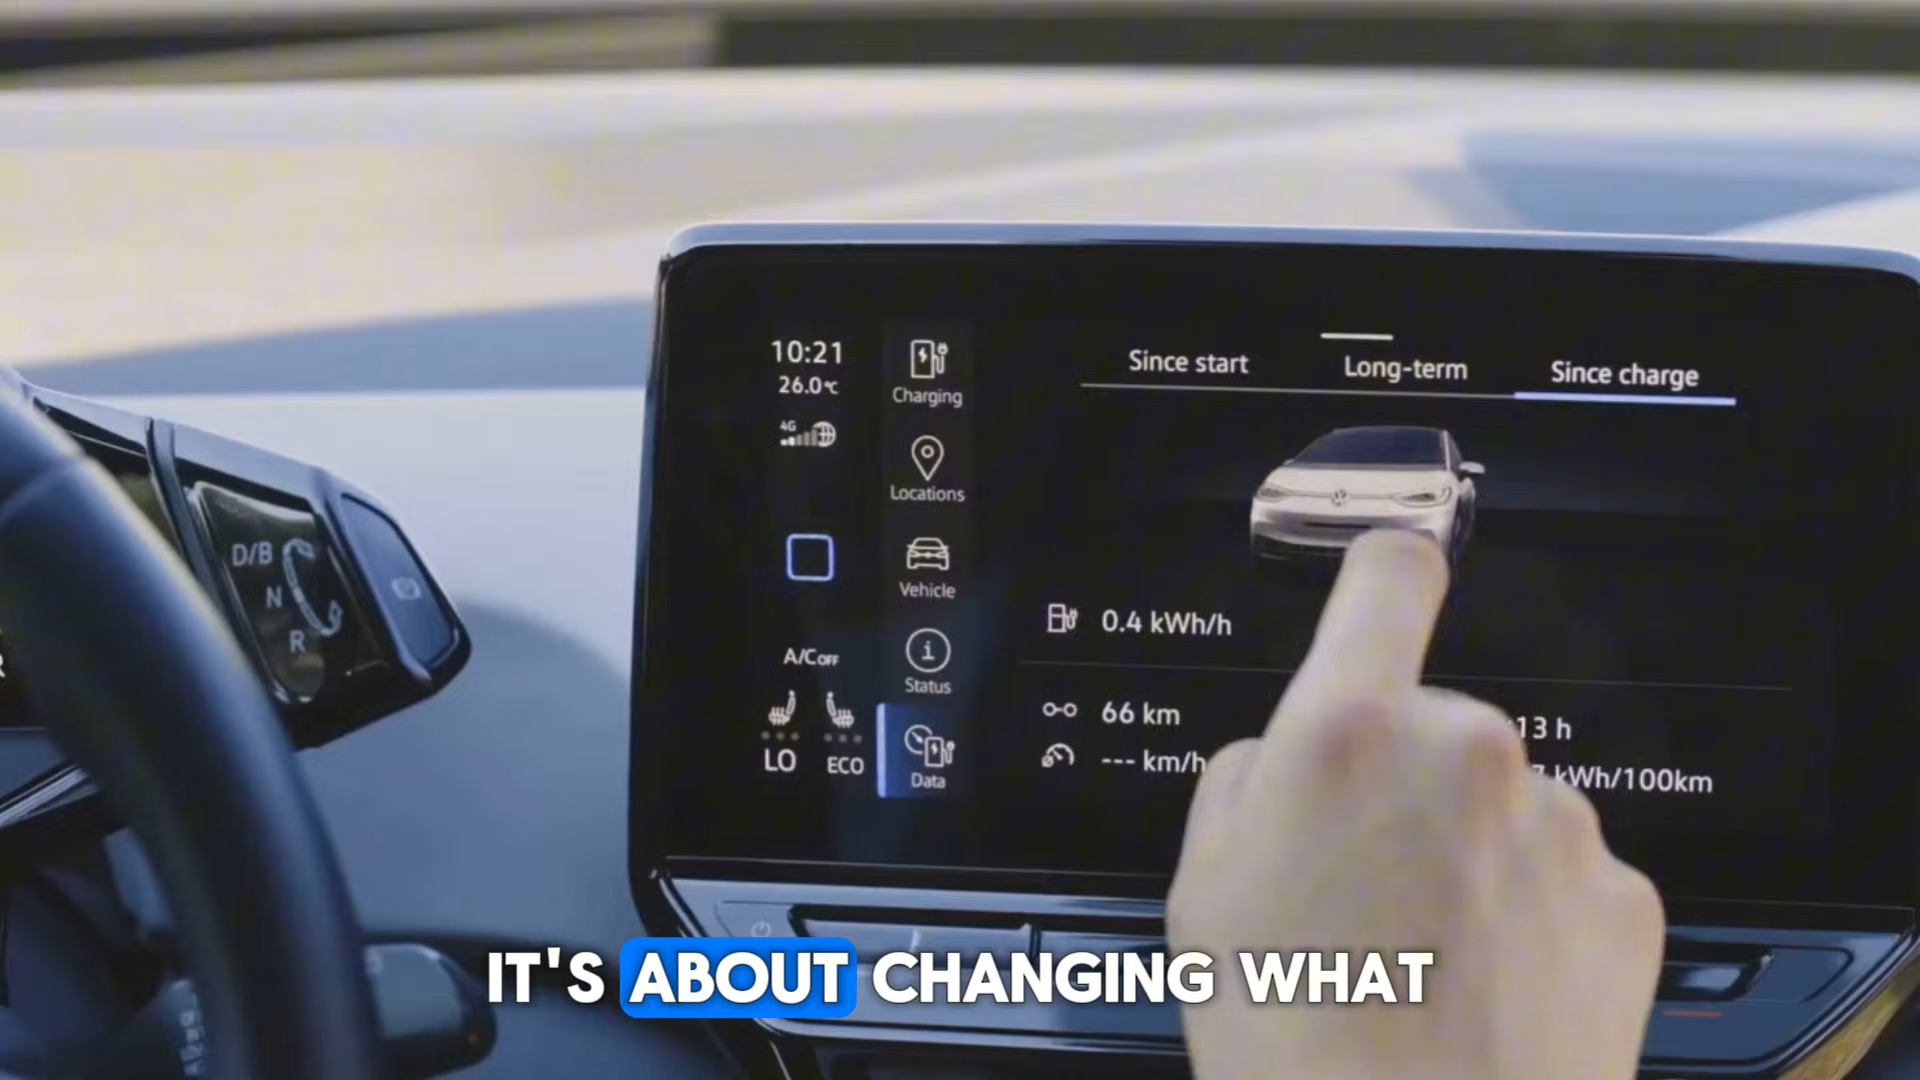 10:21
26.0°C
4G
A/C OFF
LO
ECO
Charging
Locations
Vehicle
Status
Data
Since start
Long-term
Since charge
0.4 kWh/h
66 km
--- km/h
13 h
kWh/100km
D/B
N
R
IT'S ABOUT CHANGING WHAT